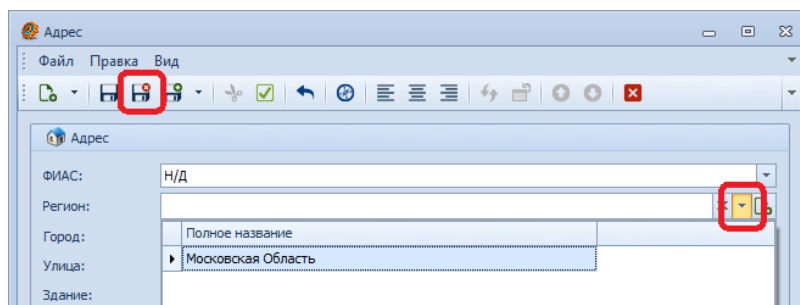 Адрес
Файл Правка Вид
Адрес
ФИАС: Н/Д
Регион:
Город: Полное название
Улица: Московская Область
Здание: